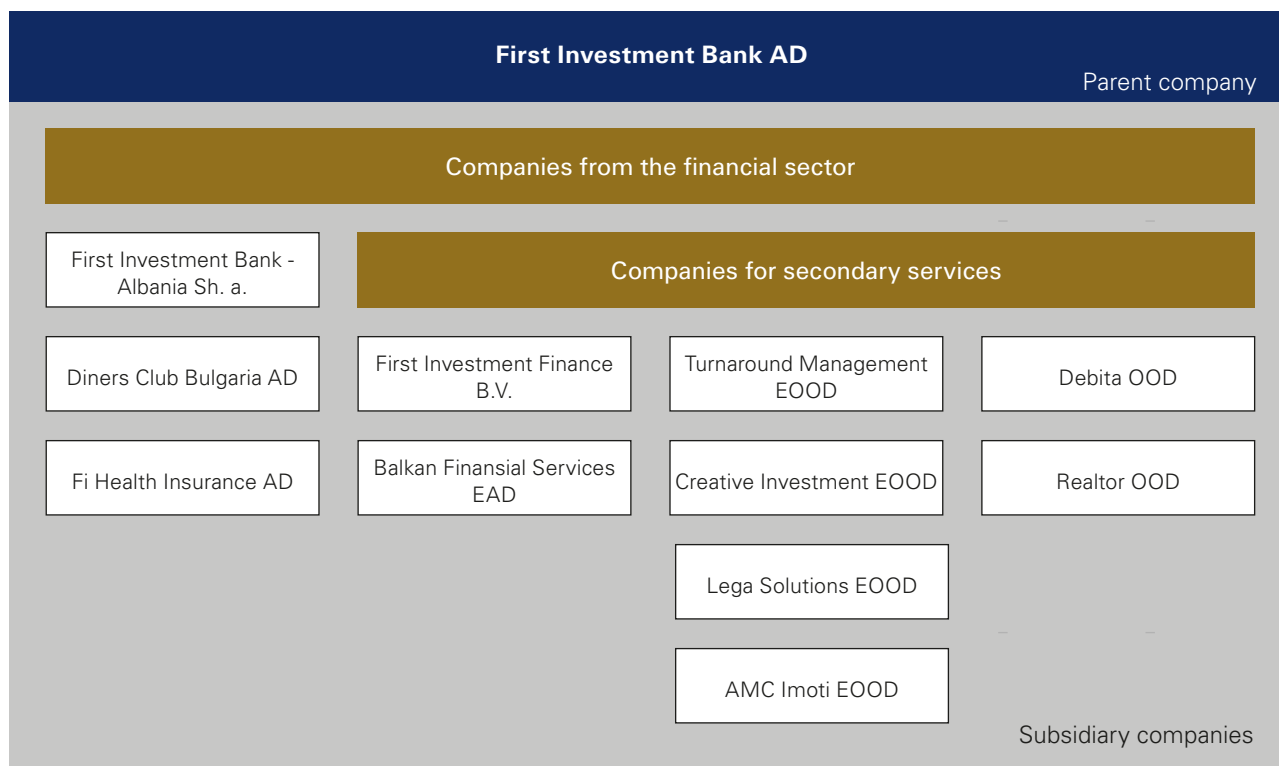 First Investment Bank AD
Parent company
Companies from the financial sector
First Investment Bank -
Albania Sh. a.
Companies for secondary services
Diners Club Bulgaria AD
First Investment Finance
B.V.
Turnaround Management
EOOD
Debita OOD
Fi Health Insurance AD
Balkan Finansial Services
EAD
Creative Investment EOOD
Realtor OOD
Lega Solutions EOOD
AMC Imoti EOOD
Subsidiary companies